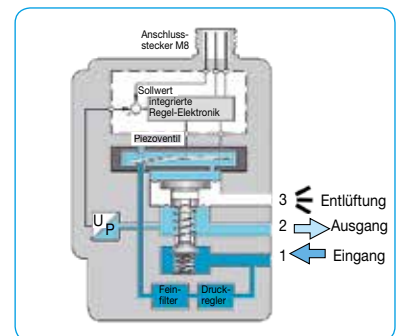 Anschluss-
stecker M8
Sollwert
integrierte
Regel-Elektronik
Piezoventil
3 Entlüftung
U
P
2 Ausgang
1 Eingang
Fein-
filter
Druck-
regler